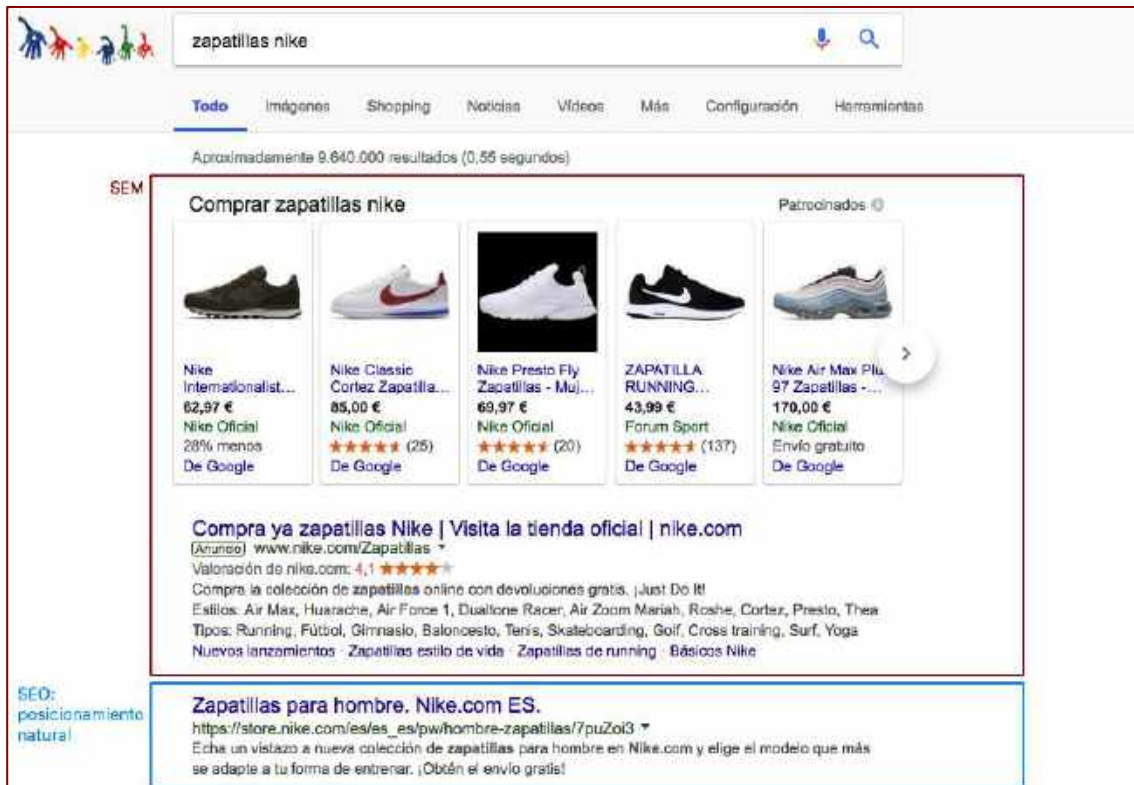 zapatillas nike
Todo Imágenes Shopping Noticias Vídeos Más Configuración Herramientas
Aproximadamente 9.640.000 resultados (0,55 segundos)
SEM
Comprar zapatillas nike
Patrocinados
Nike
Internationalist...
62,97 €
Nike Oficial
28% menos
De Google
Nike Classic
Cortez Zapatilla...
85,00 €
Nike Oficial
(25)
De Google
Nike Presto Fly
Zapatillas - Muj...
69,97 €
Nike Oficial
(20)
De Google
ZAPATILLA
RUNNING...
43,99 €
Forum Sport
(137)
De Google
Nike Air Max Plu
97 Zapatillas -...
170,00 €
Nike Oficial
Envío gratuito
De Google
Compra ya zapatillas Nike | Visita la tienda oficial | nike.com
Anuncio www.nike.com/Zapatillas
Valoración de nike.com: 4,1
Compra la colección de zapatillas online con devoluciones gratis. ¡Just Do It!
Estilos: Air Max, Huarache, Air Force 1, Dualtone Racer, Air Zoom Mariah, Roshe, Cortez, Presto, Thea
Tipos: Running, Fútbol, Gimnasio, Baloncesto, Tenis, Skateboarding, Golf, Cross training, Surf, Yoga
Nuevos lanzamientos · Zapatillas estilo de vida · Zapatillas de running · Básicos Nike
SEO:
posicionamiento
natural
Zapatillas para hombre. Nike.com ES.
https://store.nike.com/es/es_es/pw/hombre-zapatillas/7puZoi3
Echa un vistazo a nueva colección de zapatillas para hombre en Nike.com y elige el modelo que más
se adapte a tu forma de entrenar. ¡Obtén el envío gratis!